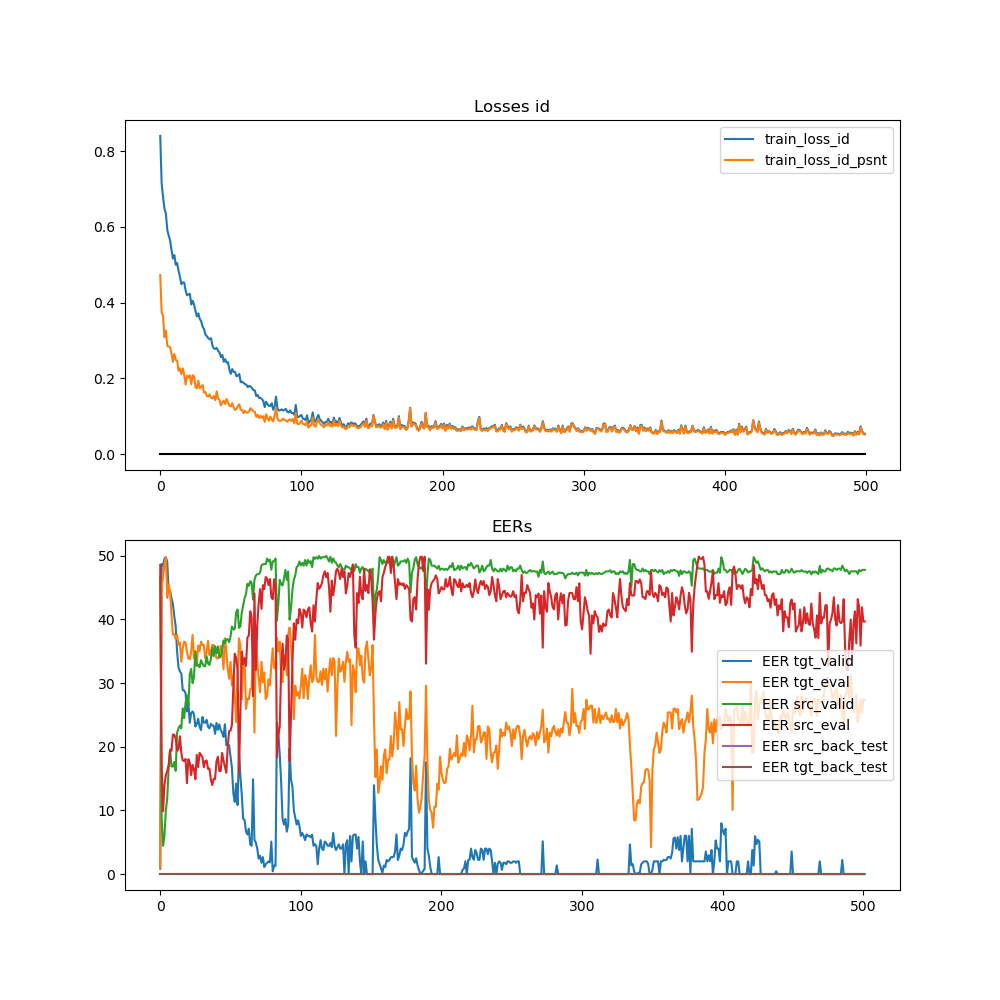 Losses id
train_loss_id
train_loss_id_psnt
0.8
0.6
0.4
0.2
0.0
0 100 200 300 400 500
EERs
50
40
30
20
10
0
EER tgt_valid
EER tgt_eval
EER src_valid
EER src_eval
EER src_back_test
EER tgt_back_test
0 100 200 300 400 500